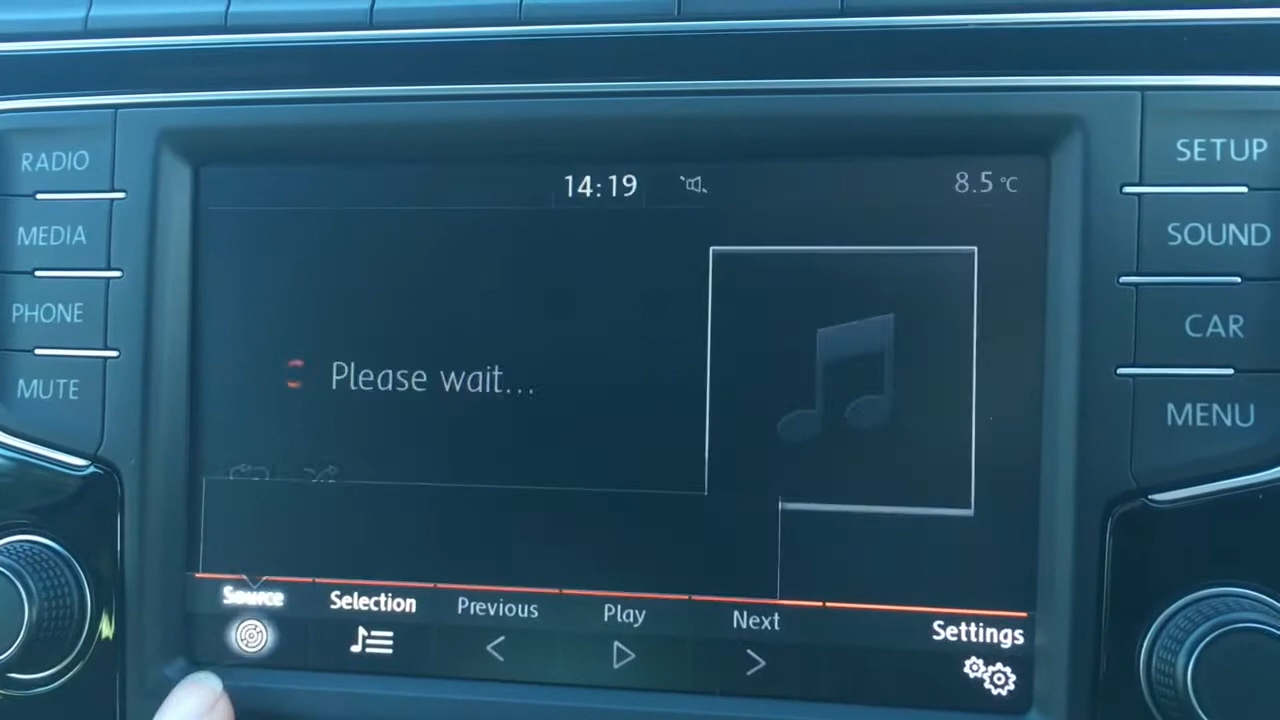 RADIO
MEDIA
PHONE
MUTE
14:19
8.5 °C
Please wait...
Source
Selection
Previous
Play
Next
Settings
SETUP
SOUND
CAR
MENU